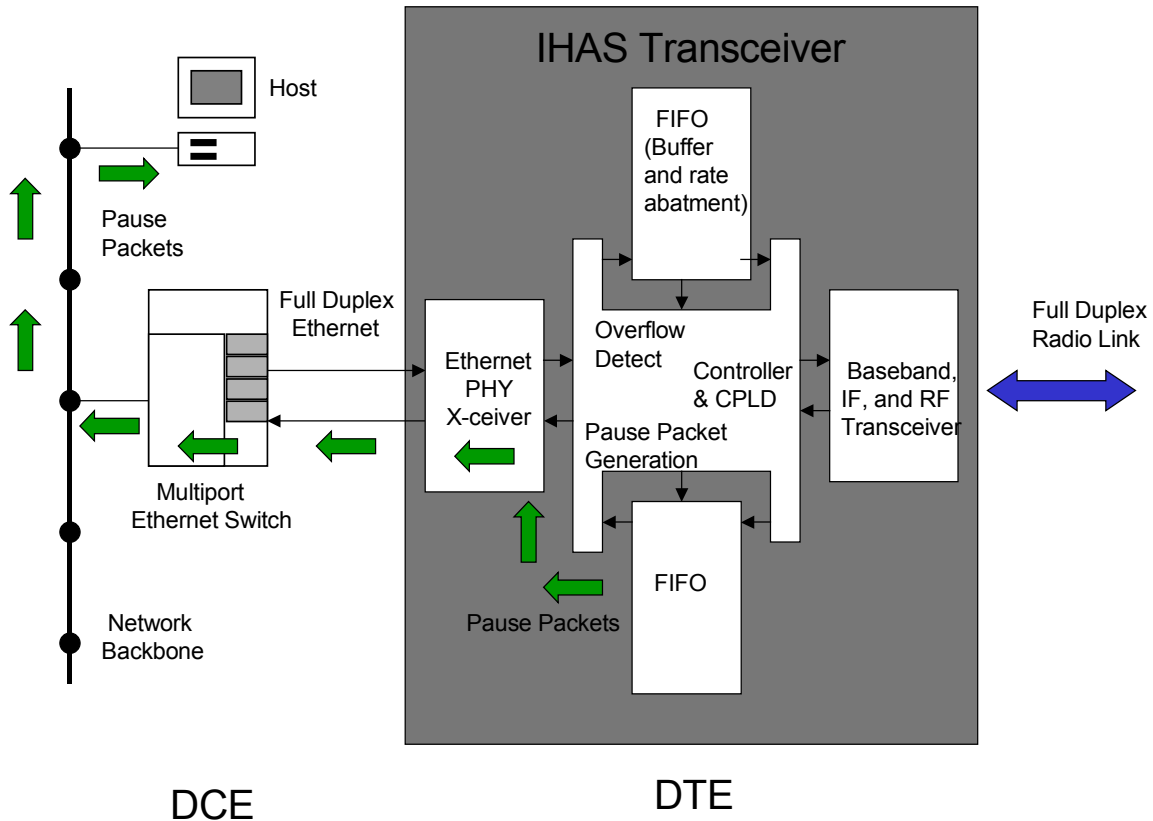 IHAS Transceiver
Host
FIFO
(Buffer
and rate
abatment)
Pause
Packets
Full Duplex
Ethernet
Ethernet
PHY
X-ceiver
Overflow
Detect
Controller
& CPLD
Baseband,
IF, and RF
Transceiver
Full Duplex
Radio Link
Pause Packet
Generation
Multiport
Ethernet Switch
FIFO
Pause Packets
Network
Backbone
DCE
DTE